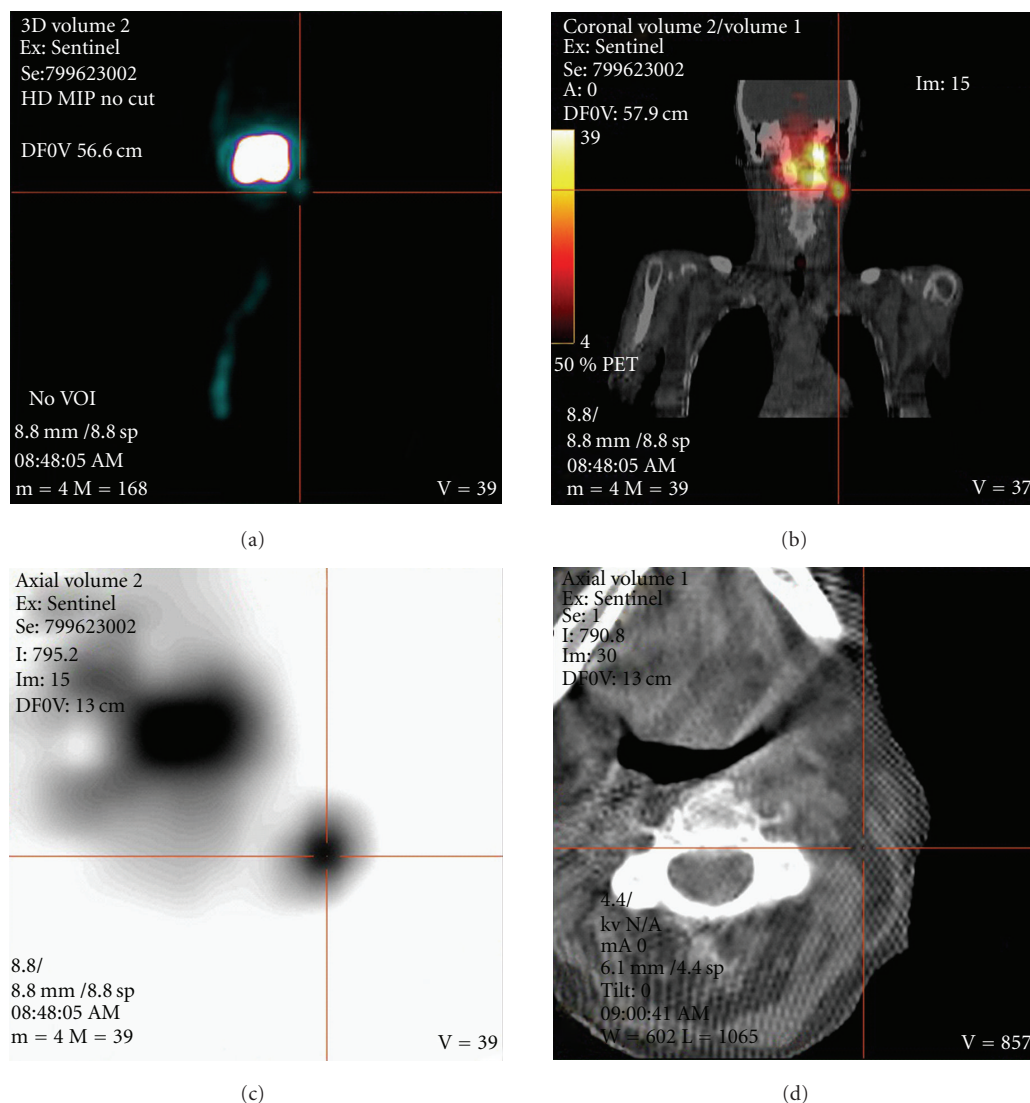 3D volume 2
Ex: Sentinel
Se:799623002
HD MIP no cut
DF0V 56.6 cm
No VOI
8.8 mm /8.8 sp
08:48:05 AM
m = 4 M = 168
V = 39
(a)
Coronal volume 2/volume 1
Ex: Sentinel
Se: 799623002
A: 0
DF0V: 57.9 cm
Im: 15
39
4
50 % PET
8.8/
8.8 mm /8.8 sp
08:48:05 AM
m = 4 M = 39
V = 37
(b)
Axial volume 2
Ex: Sentinel
Se: 799623002
I: 795.2
Im: 15
DF0V: 13 cm
8.8/
8.8 mm /8.8 sp
08:48:05 AM
m = 4 M = 39
V = 39
(c)
Axial volume 1
Ex: Sentinel
Se: 1
I: 790.8
Im: 30
DF0V: 13 cm
4.4/
kv N/A
mA 0
6.1 mm /4.4 sp
Tilt: 0
09:00:41 AM
W = 602 L = 1065
V = 857
(d)